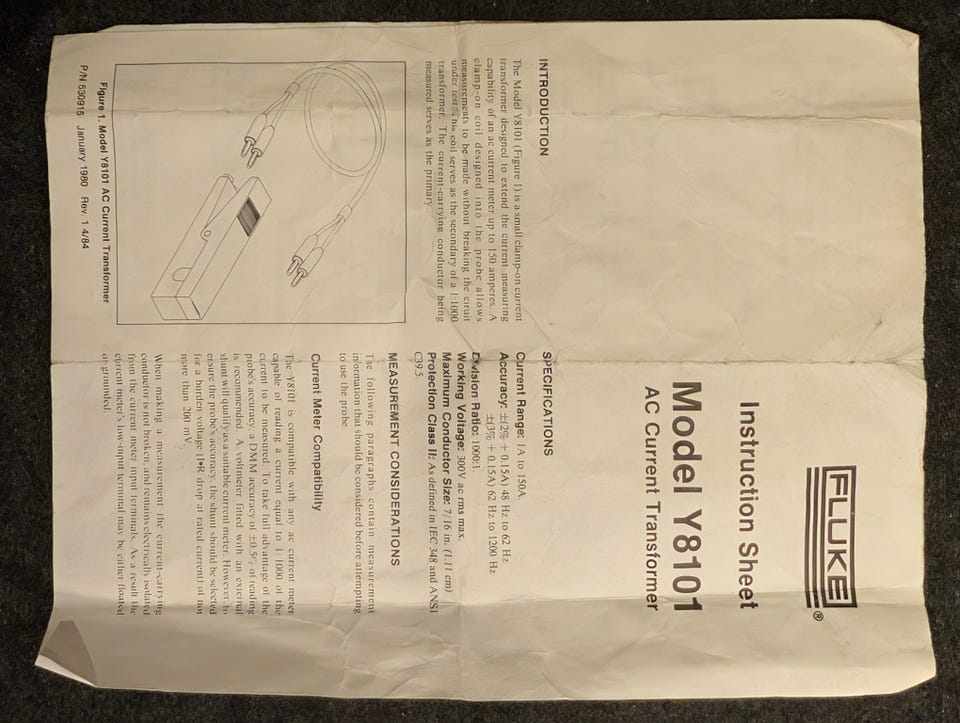 FLUKE®
Instruction Sheet
Model Y8101
AC Current Transformer
INTRODUCTION
The Model Y8101 (Figure 1) is a small clamp-on current
transformer designed to extend the current measuring
capability of an ac current meter up to 150 amperes. A
clamp-on coil designed into the probe allows
measurements to be made without breaking the ciruit
under test. This coil serves as the secondary of a 1:1000
transformer. The current-carrying conductor being
measured serves as the primary.
Figure 1. Model Y8101 AC Current Transformer
P/N 530915 January 1980 Rev. 1 4/84
SPECIFICATIONS
Current Range: 1A to 150A.
Accuracy: ±(2% + 0.15A) 48 Hz to 62 Hz
±(3% + 0.15A) 62 Hz to 1200 Hz
Division Ratio: 1000:1
Working Voltage: 300V ac rms max.
Maximum Conductor Size: 7/16 in. (1.11 cm)
Protection Class II: As defined in IEC 348 and ANSI
C39.5
MEASUREMENT CONSIDERATIONS
The following paragraphs contain measurement
information that should be considered before attempting
to use the probe.
Current Meter Compatibility
The Y8101 is compatible with any ac current meter
capable of reading a current equal to 1/1000 of the
current to be measured. To take full advantage of the
probe's accuracy, a DMM accuracy of ±0.5% of reading
is recommended. A voltmeter fitted with an external
shunt will qualify as a suitable current meter. However, to
ensure the probe's accuracy, the shunt should be selected
for a burden voltage (I•R drop at rated current) of not
more than 200 mV.
When making a measurement the current-carrying
conductor is not broken, and remains electrically isolated
from the current meter input terminals. As a result the
current meter's low-input terminal may be either floated
or grounded.